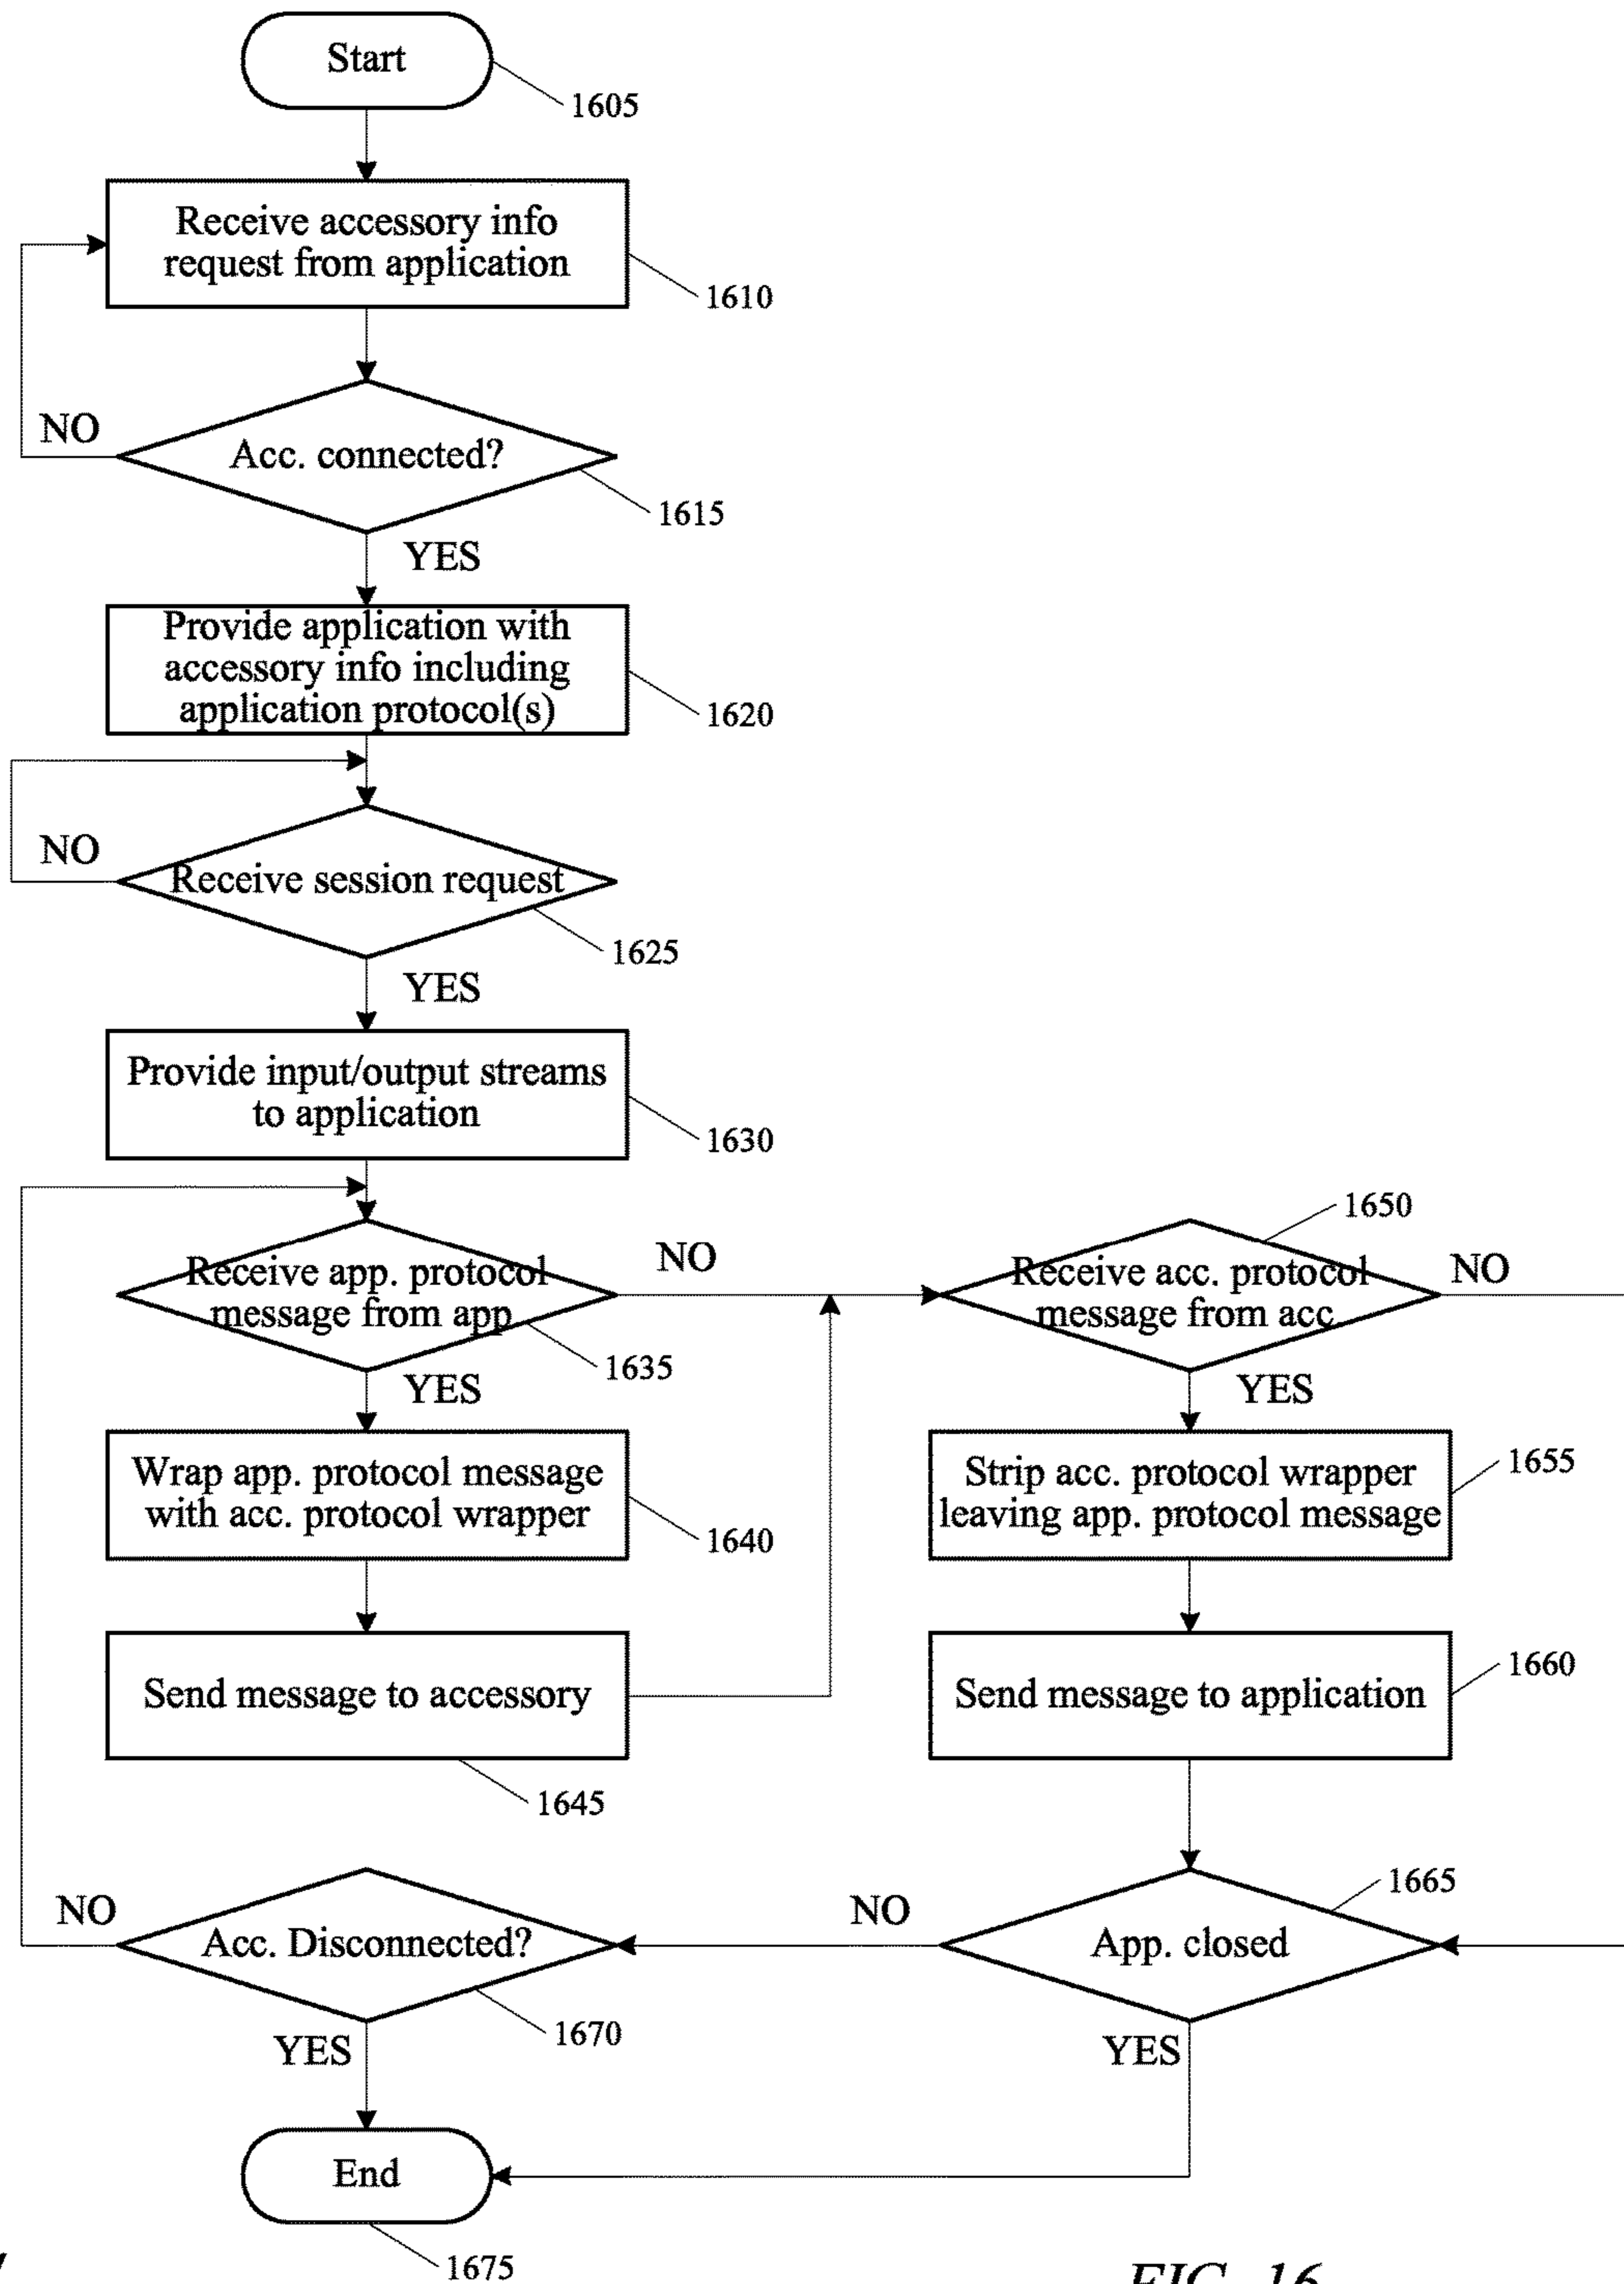 Start
1605
Receive accessory info
request from application
1610
NO
Acc. connected?
1615
YES
Provide application with
accessory info including
application protocol(s)
1620
NO
Receive session request
1625
YES
Provide input/output streams
to application
1630
Receive app. protocol
message from app
1635
NO
YES
Wrap app. protocol message
with acc. protocol wrapper
1640
Send message to accessory
1645
1650
Receive acc. protocol
message from acc.
NO
YES
Strip acc. protocol wrapper
leaving app. protocol message
1655
Send message to application
1660
1665
App. closed
NO
YES
NO
Acc. Disconnected?
1670
YES
End
1675
FIG. 16